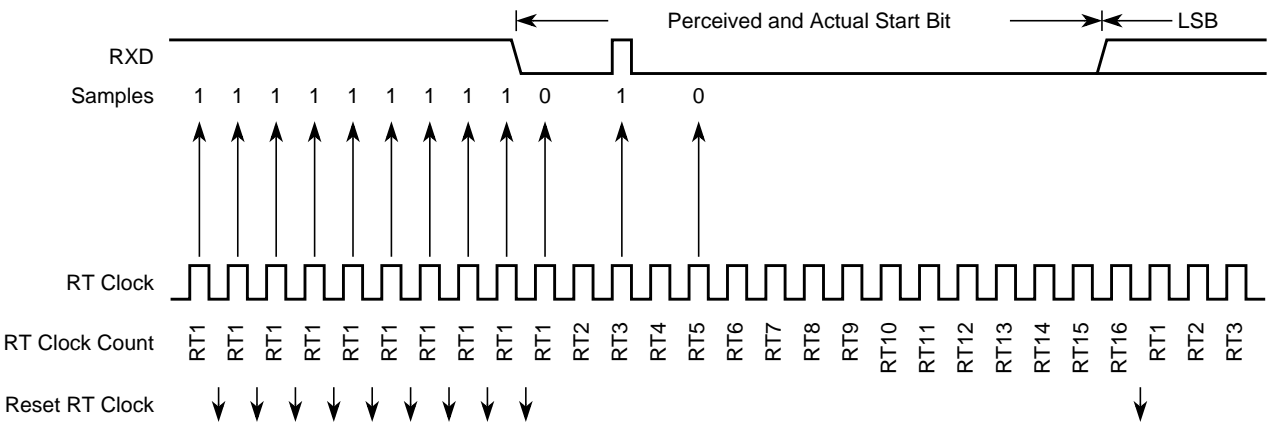 Perceived and Actual Start Bit LSB
RXD
Samples 1 1 1 1 1 1 1 1 1 0 1 0
RT Clock
RT Clock Count RT1 RT1 RT1 RT1 RT1 RT1 RT1 RT1 RT1 RT1 RT2 RT3 RT4 RT5 RT6 RT7 RT8 RT9 RT10 RT11 RT12 RT13 RT14 RT15 RT16 RT1 RT2 RT3
Reset RT Clock